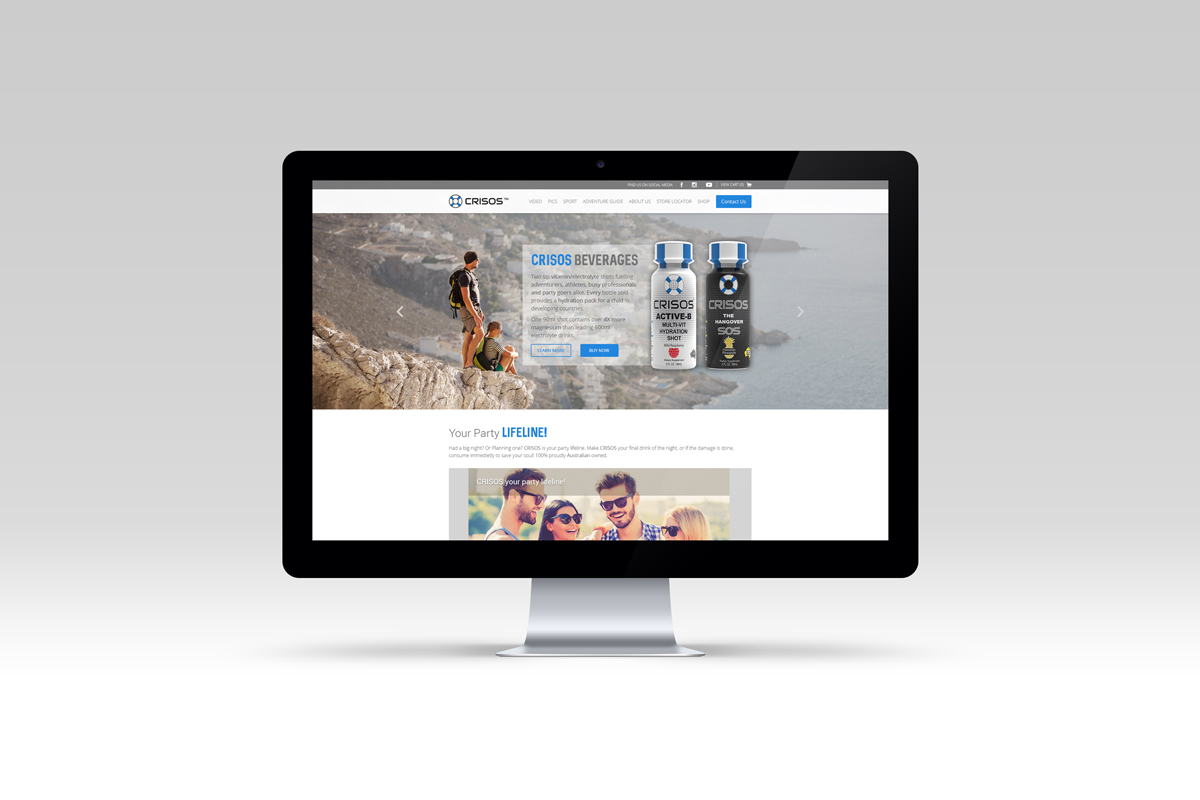 FIND US ON SOCIAL MEDIA
VIEW CART (0)
CRISOS™
VIDEO PICS SPORT ADVENTURE GUIDE ABOUT US STORE LOCATOR SHOP Contact Us
CRISOS BEVERAGES
Two sip vitamin/electrolyte shots fuelling
adventurers, athletes, busy professionals
and party goers alike. Every bottle sold
provides a hydration pack for a child in
developing countries.
One 90ml shot contains over 4X more
magnesium than leading 600ml
electrolyte drinks.
LEARN MORE BUY NOW
CRISOS
ACTIVE-B
MULTI-VIT
HYDRATION
SHOT
CRISOS
THE
HANGOVER
SOS
Your Party LIFELINE!
Had a big night? Or Planning one? CRISOS is your party lifeline. Make CRISOS your final drink of the night, or if the damage is done,
consume immedietly to save your soul! 100% proudly Australian owned.
CRISOS your party lifeline!